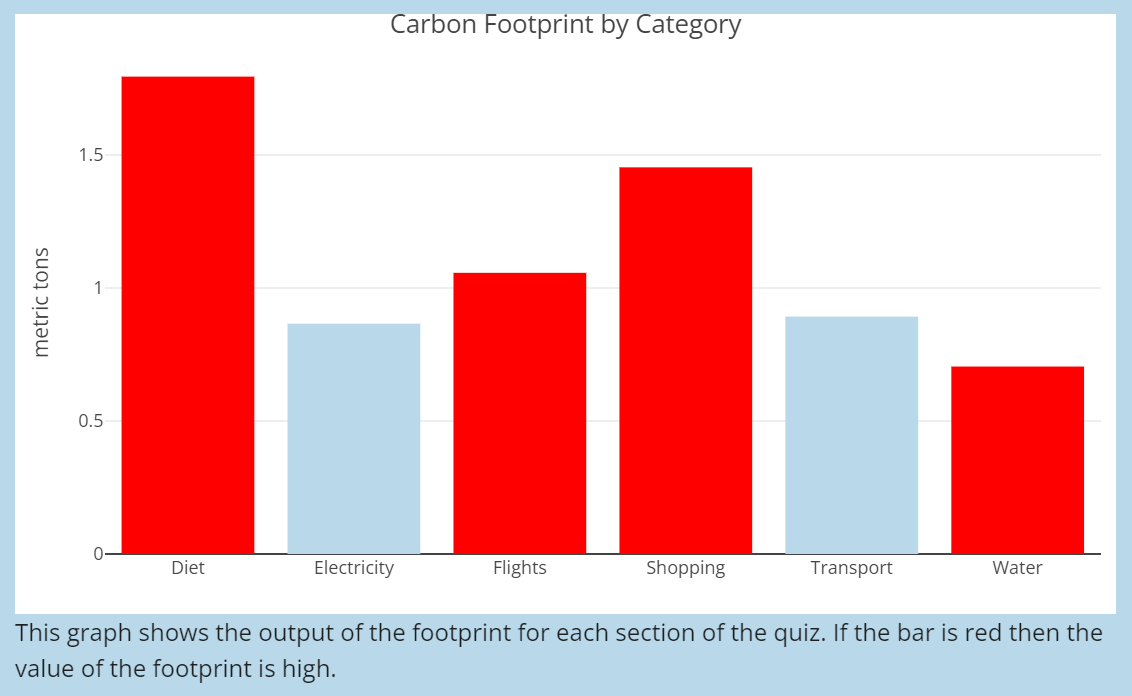 Carbon Footprint by Category
metric tons
1.5
1
0.5
0
Diet Electricity Flights Shopping Transport Water
This graph shows the output of the footprint for each section of the quiz. If the bar is red then the
value of the footprint is high.